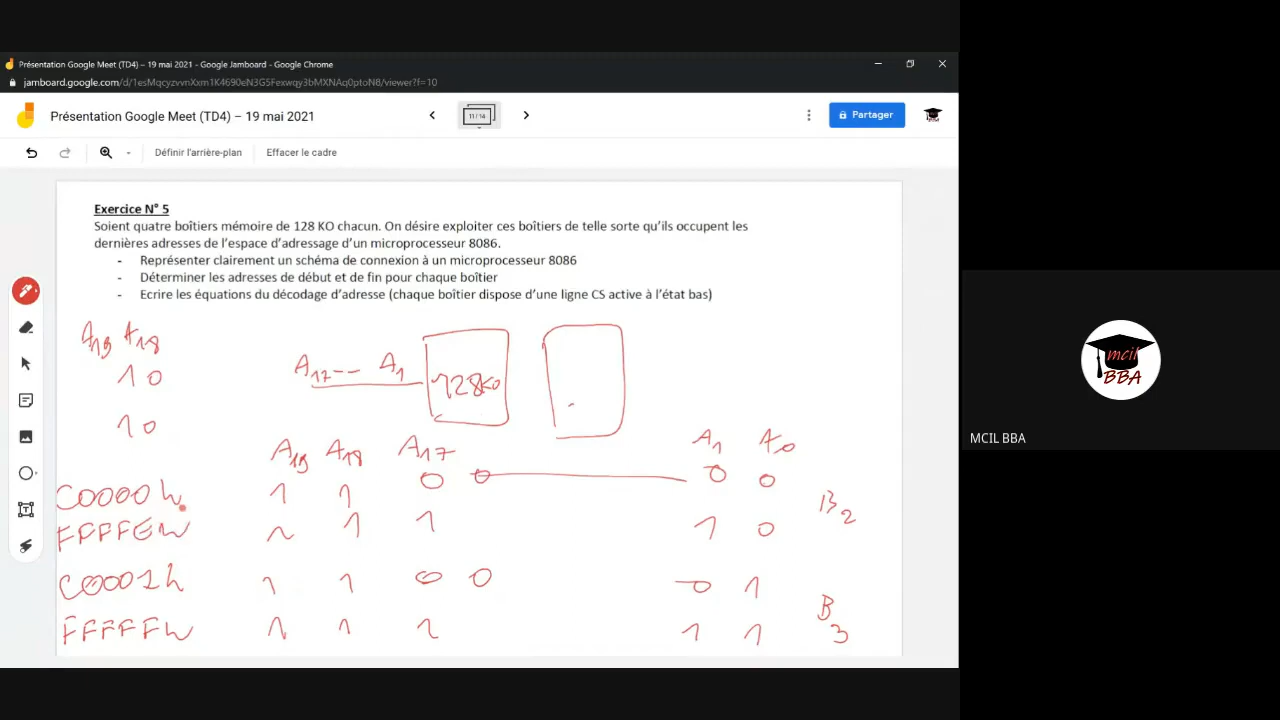 Présentation Google Meet (TD4) – 19 mai 2021 - Google Jamboard - Google Chrome
jamboard.google.com/d/1esMqcyzvvnXxm1K4690eN3G5Fexwqy3bMXNAq0ptoN8/viewer?f=10
Présentation Google Meet (TD4) – 19 mai 2021
11/14
Partager
Définir l'arrière-plan
Effacer le cadre
Exercice N° 5
Soient quatre boîtiers mémoire de 128 KO chacun. On désire exploiter ces boîtiers de telle sorte qu'ils occupent les
dernières adresses de l'espace d'adressage d'un microprocesseur 8086.
- Représenter clairement un schéma de connexion à un microprocesseur 8086
- Déterminer les adresses de début et de fin pour chaque boîtier
- Ecrire les équations du décodage d'adresse (chaque boîtier dispose d'une ligne CS active à l'état bas)
A19 A18
1 0
1 0
A17-- A1 128KO
A19 A18 A17 A1 A0
C0000h 1 1 0 0 0 0 B2
FFFFEh 1 1 1 1 0
C0001h 1 1 0 0 0 1 B3
FFFFFh 1 1 1 1 1
mcil
BBA
MCIL BBA